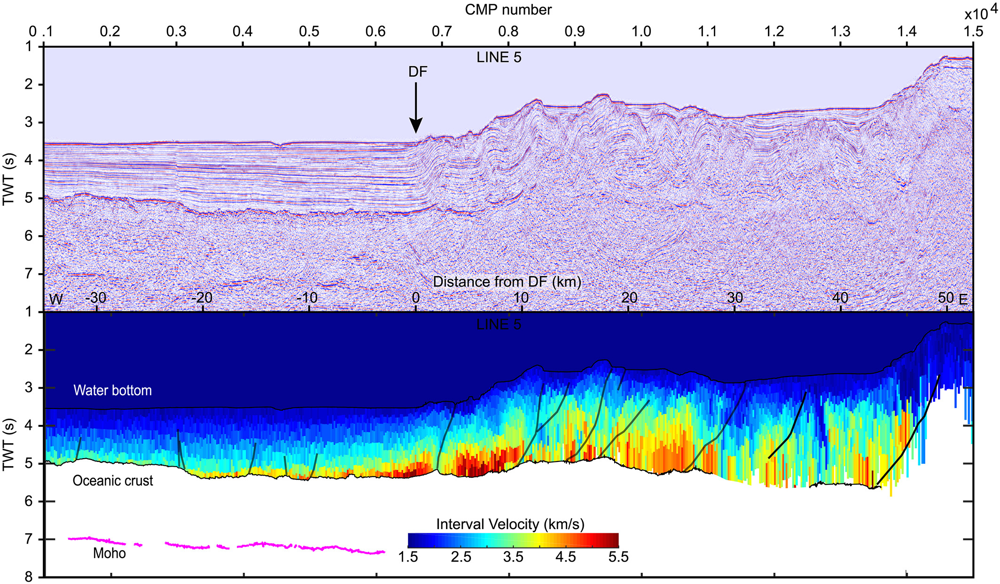 CMP number
x10⁴
0.1 0.2 0.3 0.4 0.5 0.6 0.7 0.8 0.9 1.0 1.1 1.2 1.3 1.4 1.5
LINE 5
DF
TWT (s)
1
2
3
4
5
6
7
Distance from DF (km)
W -30 -20 -10 0 10 20 30 40 50 E
LINE 5
TWT (s)
1
2
3
4
5
6
7
8
Water bottom
Oceanic crust
Moho
Interval Velocity (km/s)
1.5 2.5 3.5 4.5 5.5